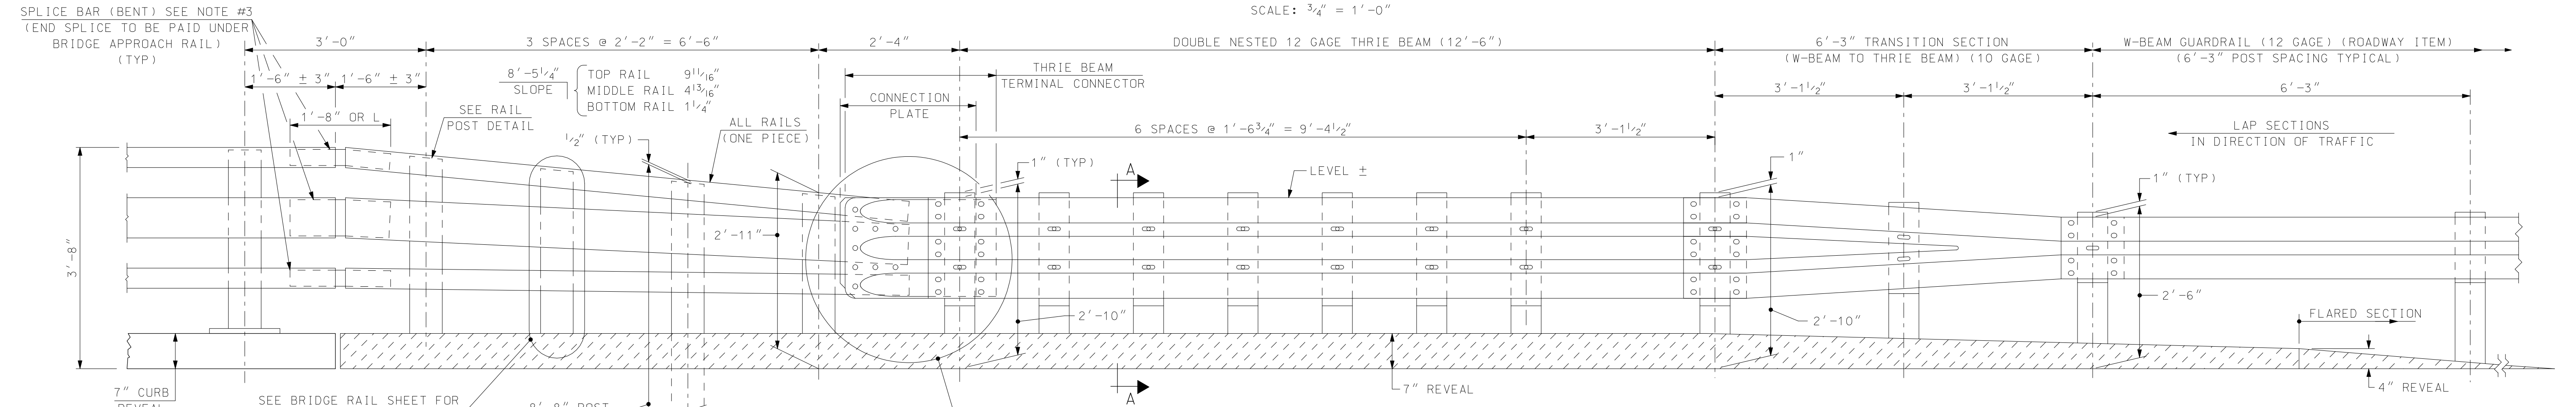 SCALE: 3/4" = 1'-0"
SPLICE BAR (BENT) SEE NOTE #3
(END SPLICE TO BE PAID UNDER
BRIDGE APPROACH RAIL)
(TYP)
3'-0"
3 SPACES @ 2'-2" = 6'-6"
2'-4"
DOUBLE NESTED 12 GAGE THRIE BEAM (12'-6")
6'-3" TRANSITION SECTION
(W-BEAM TO THRIE BEAM) (10 GAGE)
W-BEAM GUARDRAIL (12 GAGE) (ROADWAY ITEM)
(6'-3" POST SPACING TYPICAL)
1'-6" ± 3"
1'-6" ± 3"
8'-5 1/4"
SLOPE
TOP RAIL 9 11/16"
MIDDLE RAIL 4 13/16"
BOTTOM RAIL 1 1/4"
THRIE BEAM
TERMINAL CONNECTOR
CONNECTION
PLATE
3'-1 1/2"
3'-1 1/2"
6'-3"
1'-8" OR L
SEE RAIL
POST DETAIL
1/2" (TYP)
ALL RAILS
(ONE PIECE)
6 SPACES @ 1'-6 3/4" = 9'-4 1/2"
3'-1 1/2"
LAP SECTIONS
IN DIRECTION OF TRAFFIC
1" (TYP)
A
LEVEL ±
1"
1" (TYP)
3'-8"
2'-11"
2'-10"
2'-10"
2'-6"
FLARED SECTION
7" CURB
REVEAL
SEE BRIDGE RAIL SHEET FOR
8'-8" POST
A
7" REVEAL
4" REVEAL